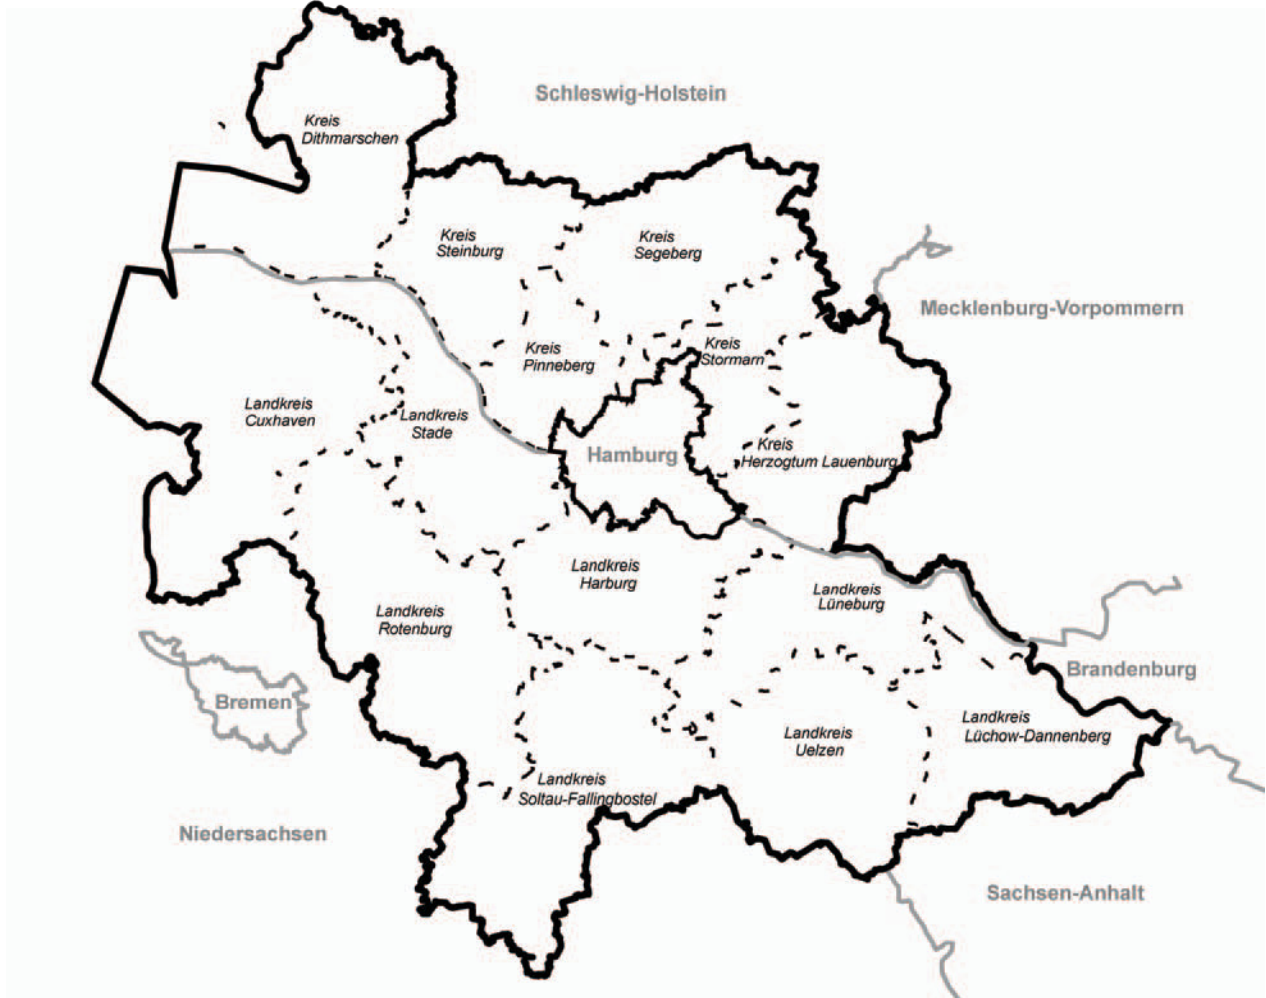 Schleswig-Holstein
Kreis
Dithmarschen
Kreis
Steinburg
Kreis
Segeberg
Mecklenburg-Vorpommern
Kreis
Pinneberg
Kreis
Stormarn
Landkreis
Cuxhaven
Landkreis
Stade
Hamburg
Kreis
Herzogtum Lauenburg
Landkreis
Harburg
Landkreis
Lüneburg
Landkreis
Rotenburg
Brandenburg
Bremen
Landkreis
Uelzen
Landkreis
Lüchow-Dannenberg
Landkreis
Soltau-Fallingbostel
Niedersachsen
Sachsen-Anhalt